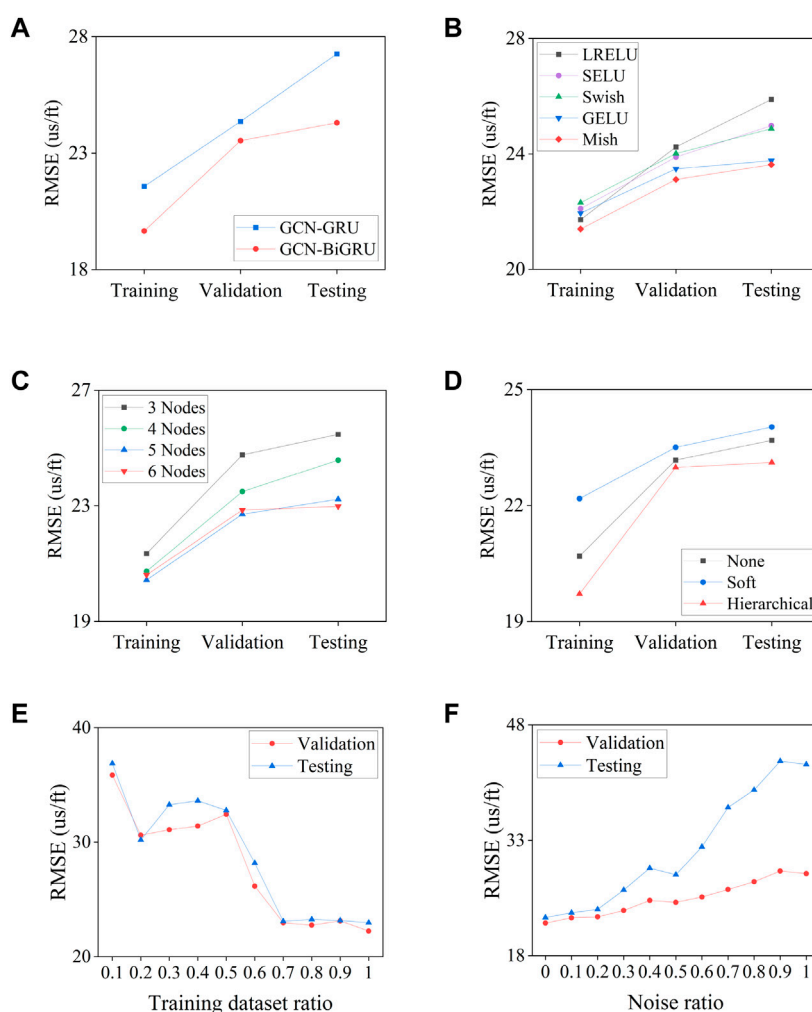 A
28
23
18
RMSE (us/ft)
GCN-GRU
GCN-BiGRU
Training Validation Testing
B
28
24
20
RMSE (us/ft)
LRELU
SELU
Swish
GELU
Mish
Training Validation Testing
C
27
23
19
RMSE (us/ft)
3 Nodes
4 Nodes
5 Nodes
6 Nodes
Training Validation Testing
D
25
22
19
RMSE (us/ft)
None
Soft
Hierarchical
Training Validation Testing
E
40
30
20
RMSE (us/ft)
Validation
Testing
0.1 0.2 0.3 0.4 0.5 0.6 0.7 0.8 0.9 1
Training dataset ratio
F
48
33
18
RMSE (us/ft)
Validation
Testing
0 0.1 0.2 0.3 0.4 0.5 0.6 0.7 0.8 0.9 1
Noise ratio